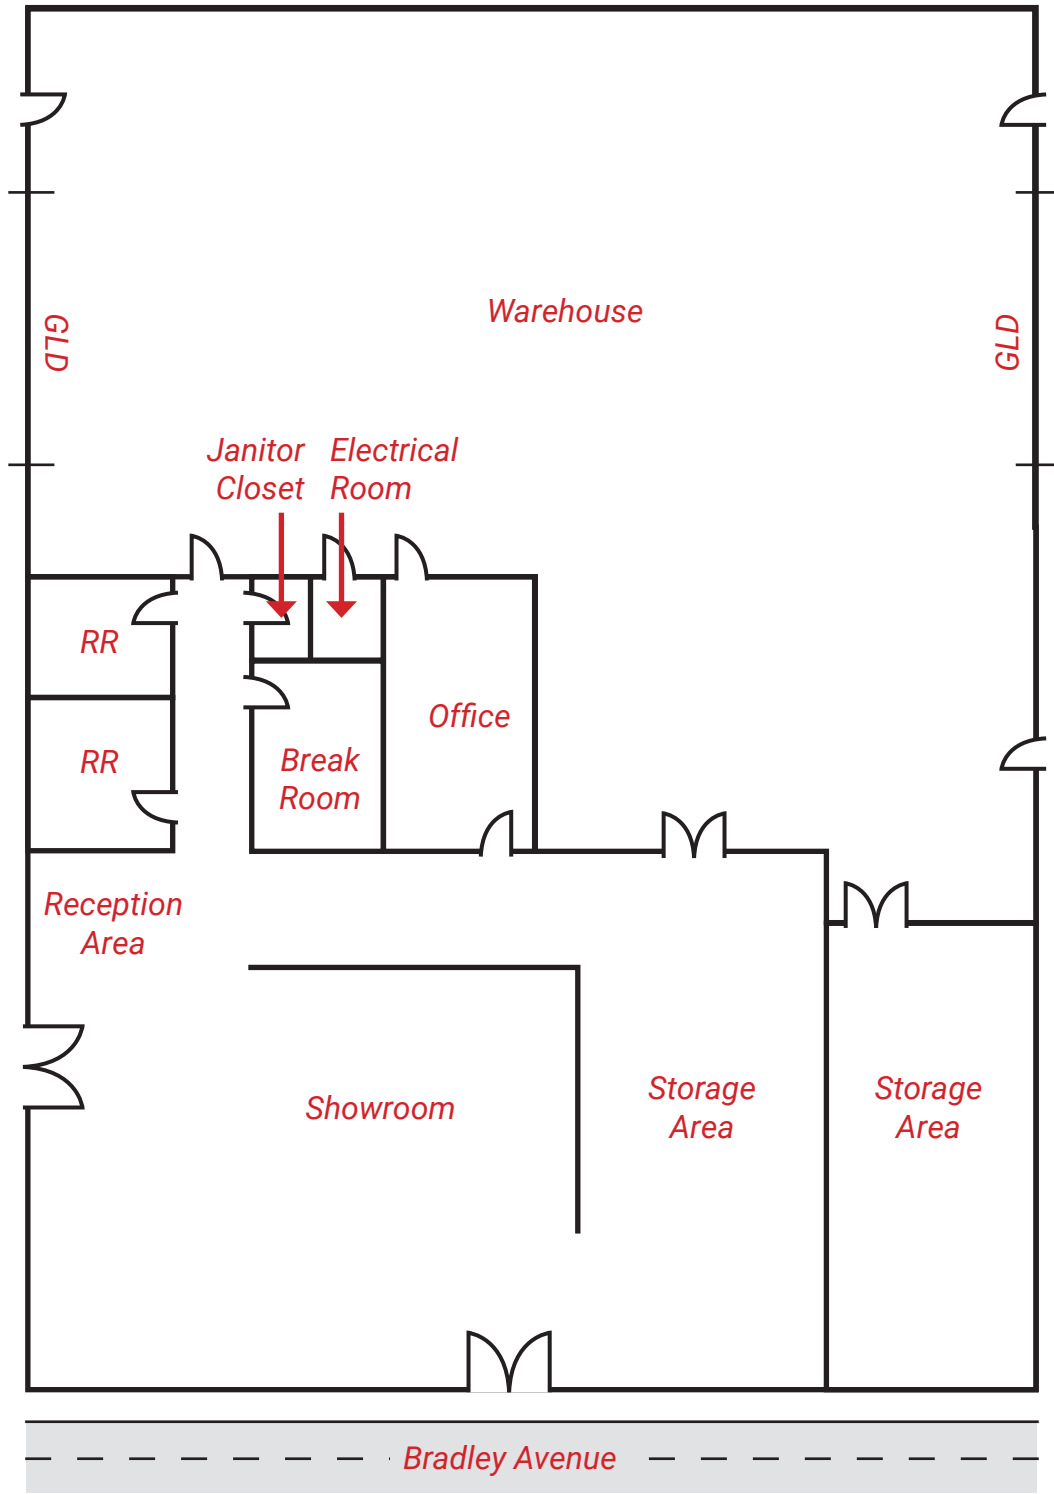 Warehouse
GLD
GLD
Janitor
Closet
Electrical
Room
RR
Office
RR
Break
Room
Reception
Area
Showroom
Storage
Area
Storage
Area
Bradley Avenue